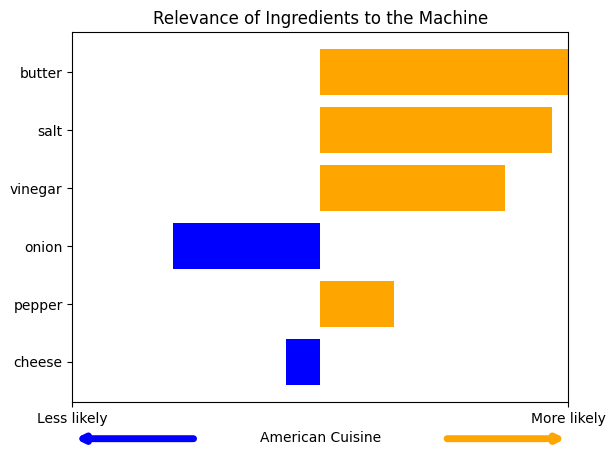 Relevance of Ingredients to the Machine
butter
salt
vinegar
onion
pepper
cheese
Less likely
More likely
American Cuisine